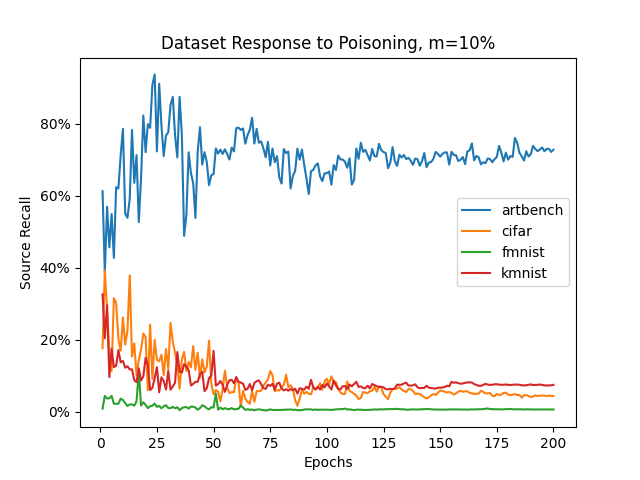 Dataset Response to Poisoning, m=10%
Source Recall
80%
60%
40%
20%
0%
artbench
cifar
fmnist
kmnist
0 25 50 75 100 125 150 175 200
Epochs